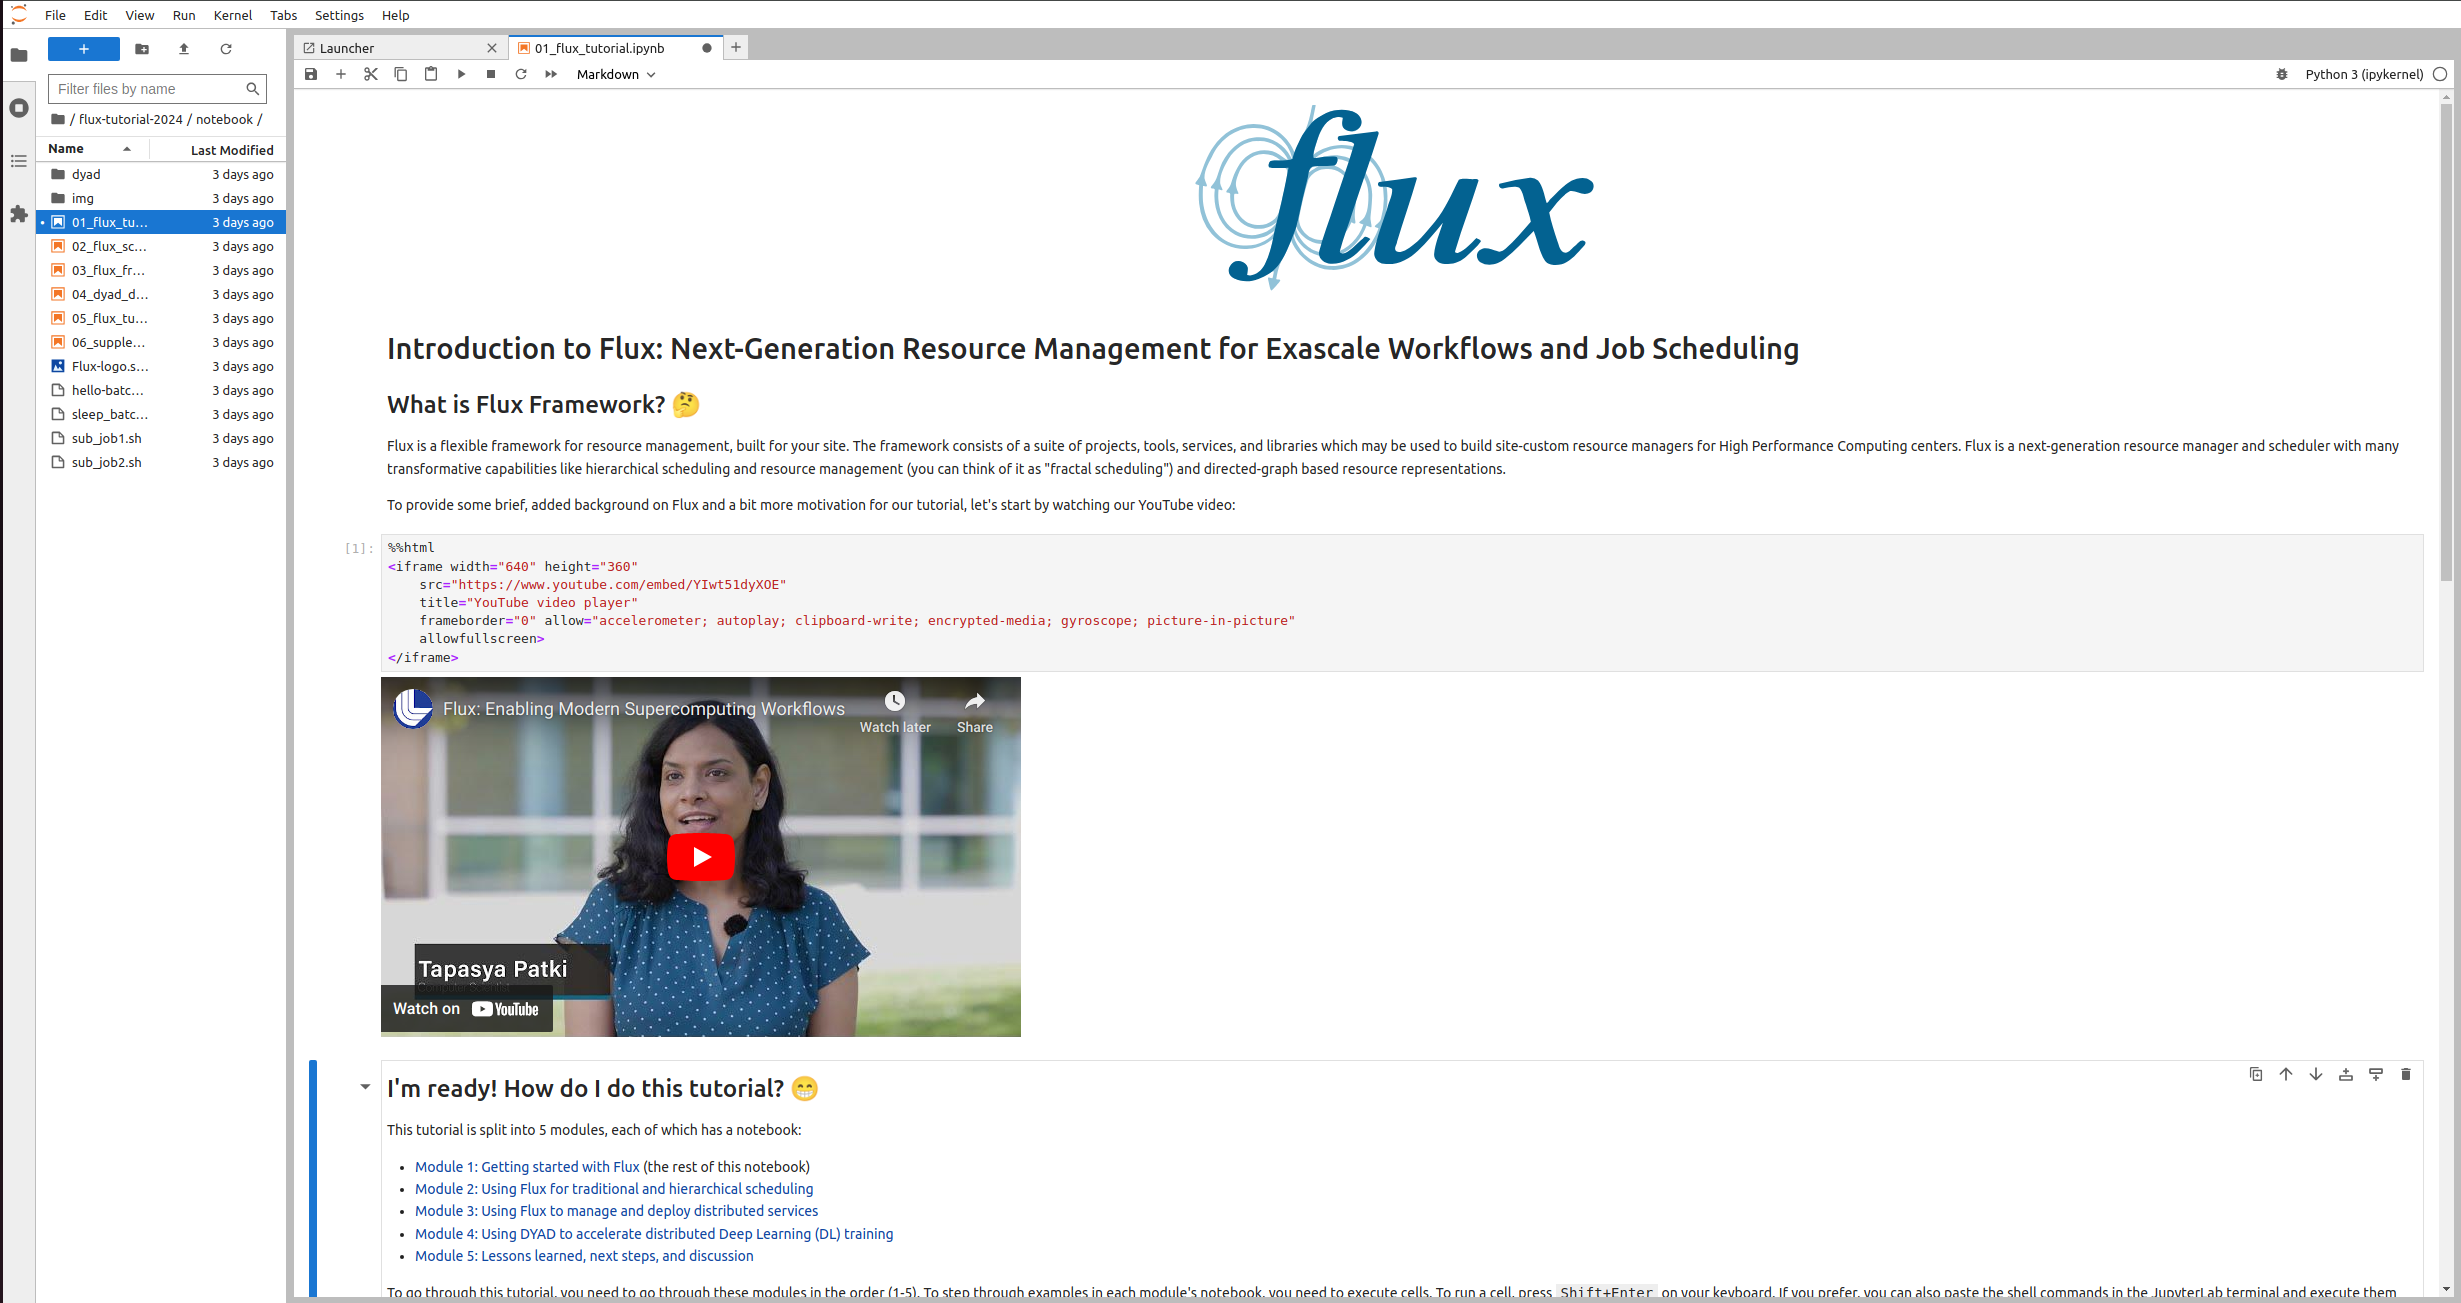 File Edit View Run Kernel Tabs Settings Help
Filter files by name
/ flux-tutorial-2024 / notebook /
Name Last Modified
dyad 3 days ago
img 3 days ago
01_flux_tu... 3 days ago
02_flux_sc... 3 days ago
03_flux_fr... 3 days ago
04_dyad_d... 3 days ago
05_flux_tu... 3 days ago
06_supple... 3 days ago
Flux-logo.s... 3 days ago
hello-batc... 3 days ago
sleep_batc... 3 days ago
sub_job1.sh 3 days ago
sub_job2.sh 3 days ago
Launcher 01_flux_tutorial.ipynb
Markdown Python 3 (ipykernel)
flux
Introduction to Flux: Next-Generation Resource Management for Exascale Workflows and Job Scheduling
What is Flux Framework? 🤔
Flux is a flexible framework for resource management, built for your site. The framework consists of a suite of projects, tools, services, and libraries which may be used to build site-custom resource managers for High Performance Computing centers. Flux is a next-generation resource manager and scheduler with many
transformative capabilities like hierarchical scheduling and resource management (you can think of it as "fractal scheduling") and directed-graph based resource representations.
To provide some brief, added background on Flux and a bit more motivation for our tutorial, let's start by watching our YouTube video:
[1]: %%html
<iframe width="640" height="360"
src="https://www.youtube.com/embed/YIwt51dyXOE"
title="YouTube video player"
frameborder="0" allow="accelerometer; autoplay; clipboard-write; encrypted-media; gyroscope; picture-in-picture"
allowfullscreen>
</iframe>
Flux: Enabling Modern Supercomputing Workflows
Watch later Share
Tapasya Patki
Computer Scientist
Watch on YouTube
I'm ready! How do I do this tutorial? 😁
This tutorial is split into 5 modules, each of which has a notebook:
• Module 1: Getting started with Flux (the rest of this notebook)
• Module 2: Using Flux for traditional and hierarchical scheduling
• Module 3: Using Flux to manage and deploy distributed services
• Module 4: Using DYAD to accelerate distributed Deep Learning (DL) training
• Module 5: Lessons learned, next steps, and discussion
To go through this tutorial, you need to go through these modules in the order (1-5). To step through examples in each module's notebook, you need to execute cells. To run a cell, press Shift+Enter on your keyboard. If you prefer, you can also paste the shell commands in the JupyterLab terminal and execute them